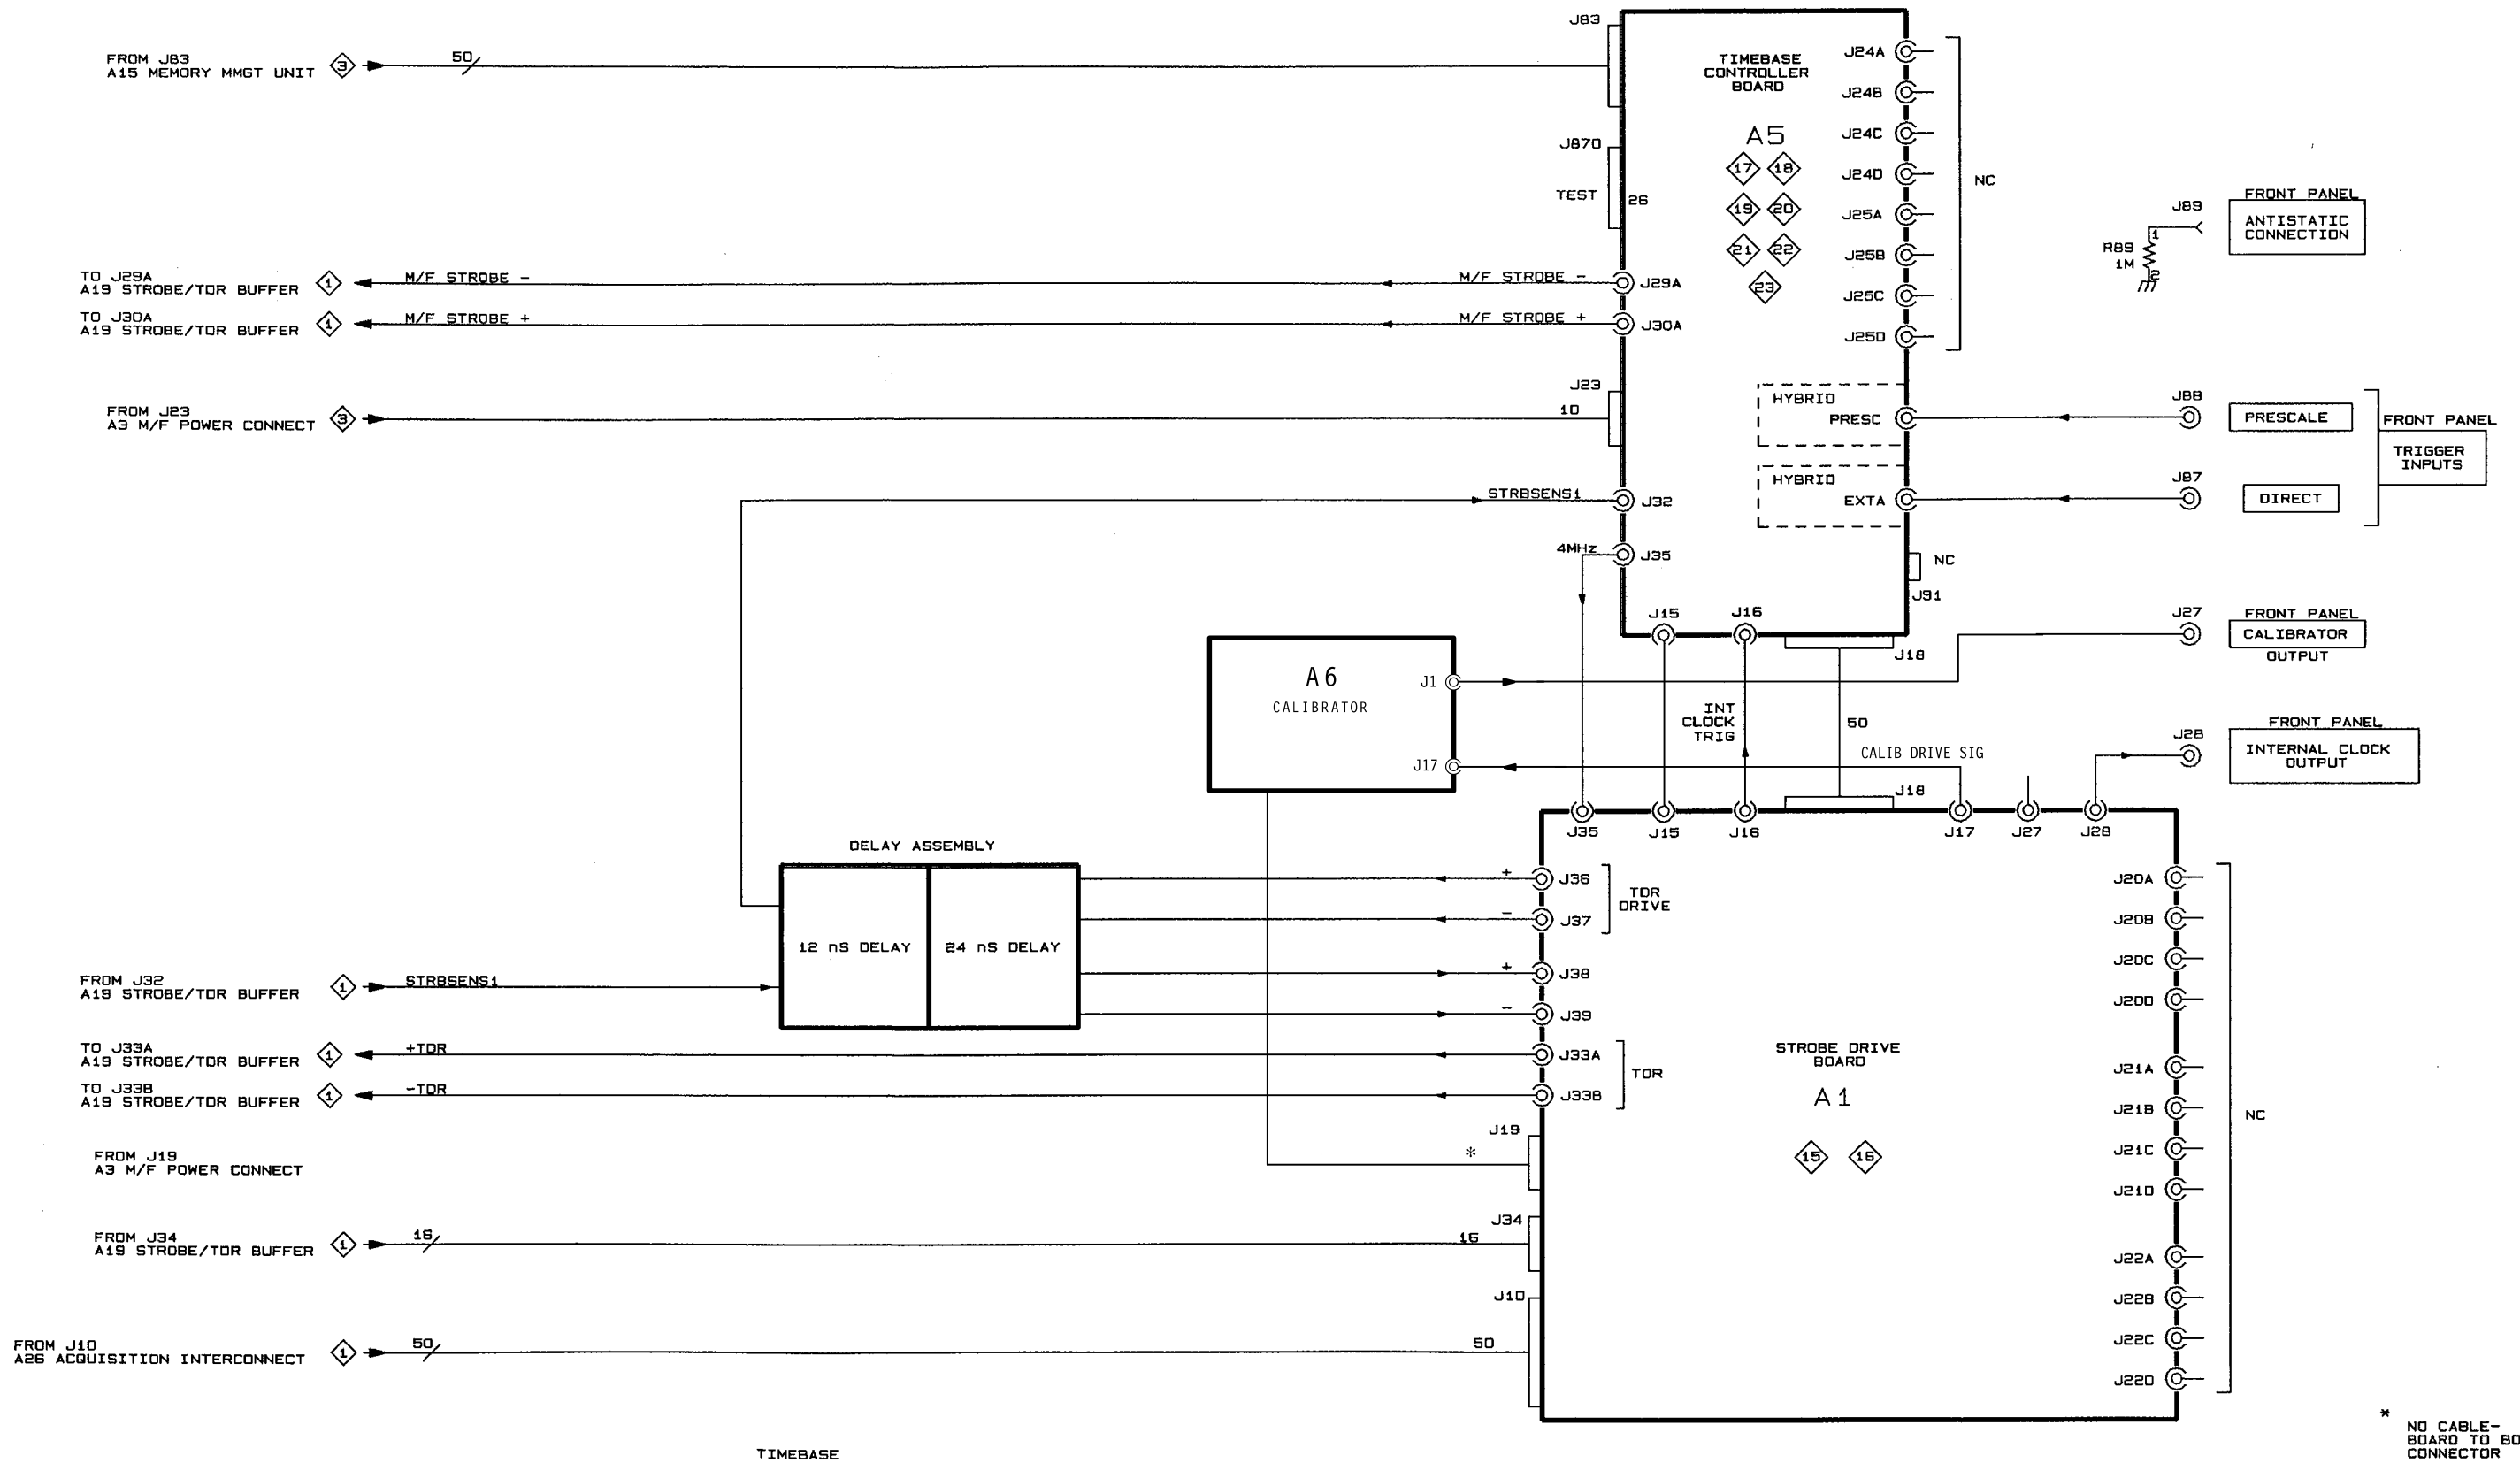 J83
FROM J83
A15 MEMORY MMGT UNIT
3
50
TIMEBASE
CONTROLLER
BOARD
A5
17 18
19 20
21 22
23
J24A
J24B
J24C
J24D
J25A
J25B
J25C
J25D
NC
J870
TEST
26
FRONT PANEL
ANTISTATIC
CONNECTION
J89
R89
1M
1
2
TO J29A
A19 STROBE/TDR BUFFER
1
M/F STROBE -
M/F STROBE -
J29A
TO J30A
A19 STROBE/TDR BUFFER
1
M/F STROBE +
M/F STROBE +
J30A
FROM J23
A3 M/F POWER CONNECT
3
J23
10
HYBRID
PRESC
J88
PRESCALE
FRONT PANEL
TRIGGER
INPUTS
HYBRID
EXTA
J87
DIRECT
STRBSENS1
J32
4MHz
J35
NC
J91
J15
J16
J18
J27
FRONT PANEL
CALIBRATOR
OUTPUT
A6
CALIBRATOR
J1
J17
INT
CLOCK
TRIG
50
CALIB DRIVE SIG
J28
FRONT PANEL
INTERNAL CLOCK
OUTPUT
J18
J35
J15
J16
J17
J27
J28
DELAY ASSEMBLY
12 nS DELAY
24 nS DELAY
+
J36
-
J37
TDR
DRIVE
+
J38
-
J39
FROM J32
A19 STROBE/TDR BUFFER
1
STRBSENS1
TO J33A
A19 STROBE/TDR BUFFER
1
+TDR
J33A
TO J33B
A19 STROBE/TDR BUFFER
1
-TDR
J33B
TDR
STROBE DRIVE
BOARD
A1
15 16
J20A
J20B
J20C
J20D
J21A
J21B
J21C
J21D
J22A
J22B
J22C
J22D
NC
FROM J19
A3 M/F POWER CONNECT
J19
*
FROM J34
A19 STROBE/TDR BUFFER
1
16
J34
16
FROM J10
A26 ACQUISITION INTERCONNECT
1
50
J10
50
TIMEBASE
*
NO CABLE-
BOARD TO BO
CONNECTOR